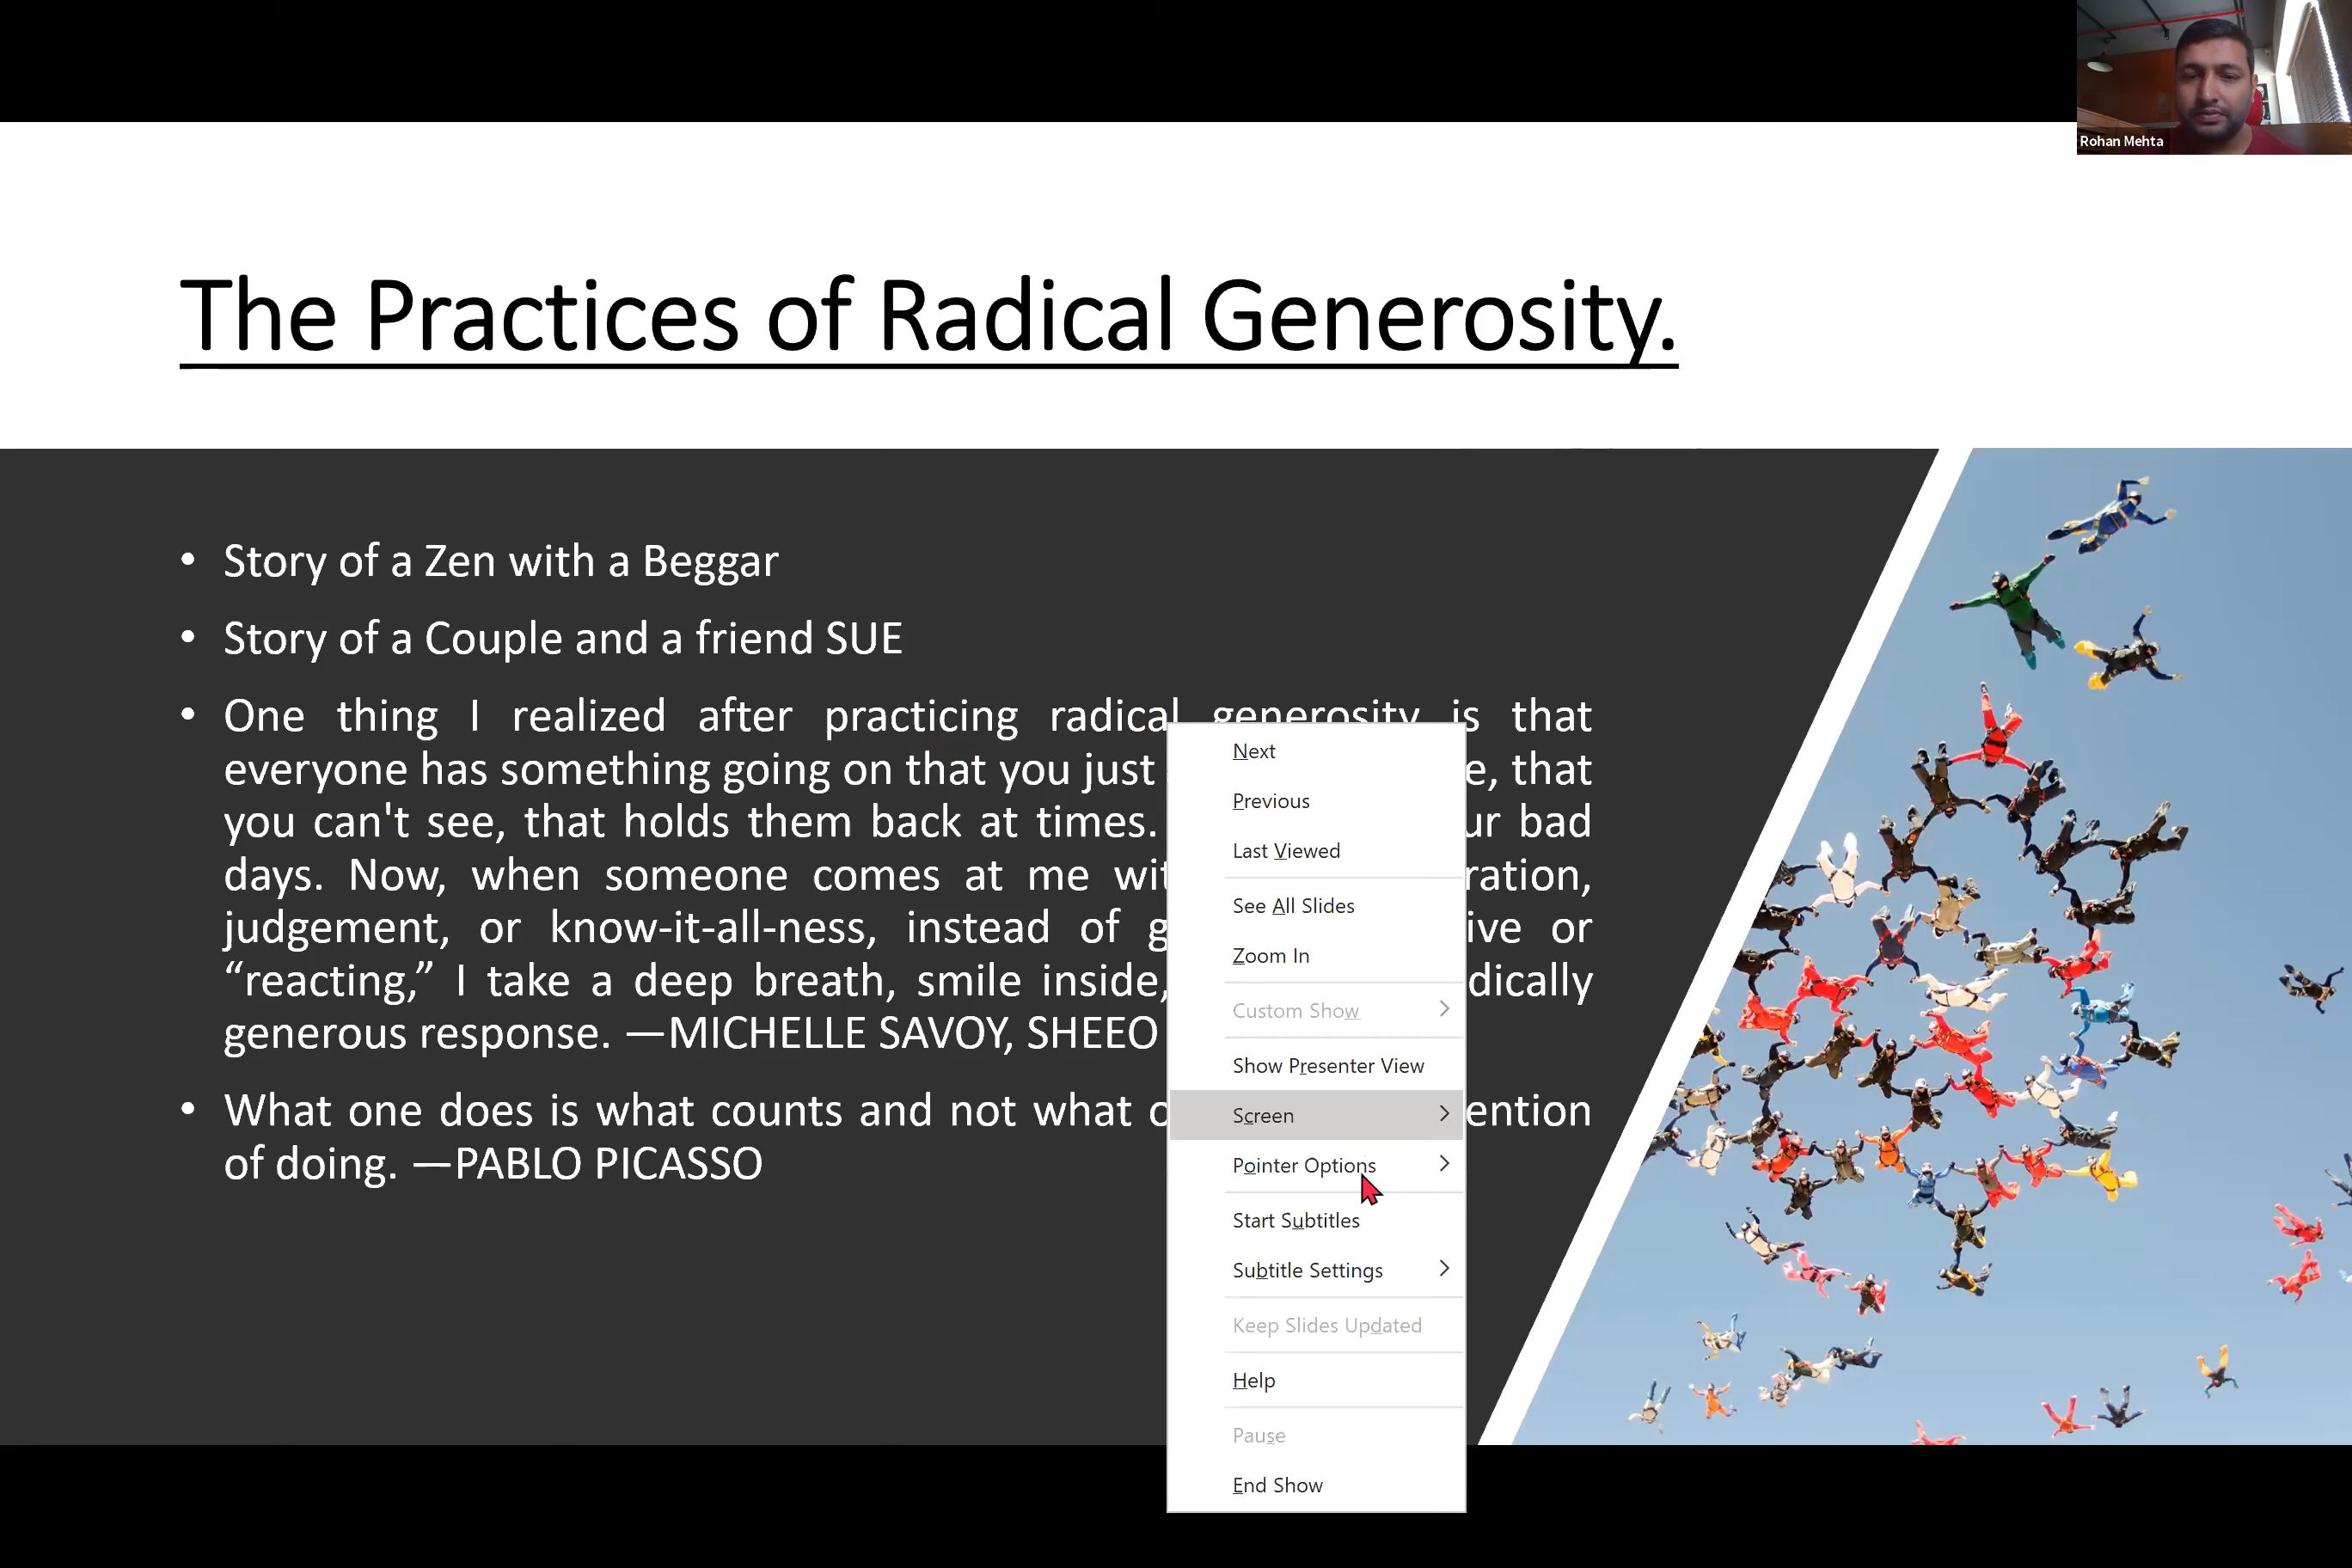 Rohan Mehta
The Practices of Radical Generosity.
• Story of a Zen with a Beggar
• Story of a Couple and a friend SUE
• One thing I realized after practicing radical generosity is that
everyone has something going on that you just e, that
you can't see, that holds them back at times. ur bad
days. Now, when someone comes at me wit ration,
judgement, or know-it-all-ness, instead of g ive or
“reacting,” I take a deep breath, smile inside, dically
generous response. —MICHELLE SAVOY, SHEEO
• What one does is what counts and not what o ention
of doing. —PABLO PICASSO
Next
Previous
Last Viewed
See All Slides
Zoom In
Custom Show
Show Presenter View
Screen
Pointer Options
Start Subtitles
Subtitle Settings
Keep Slides Updated
Help
Pause
End Show